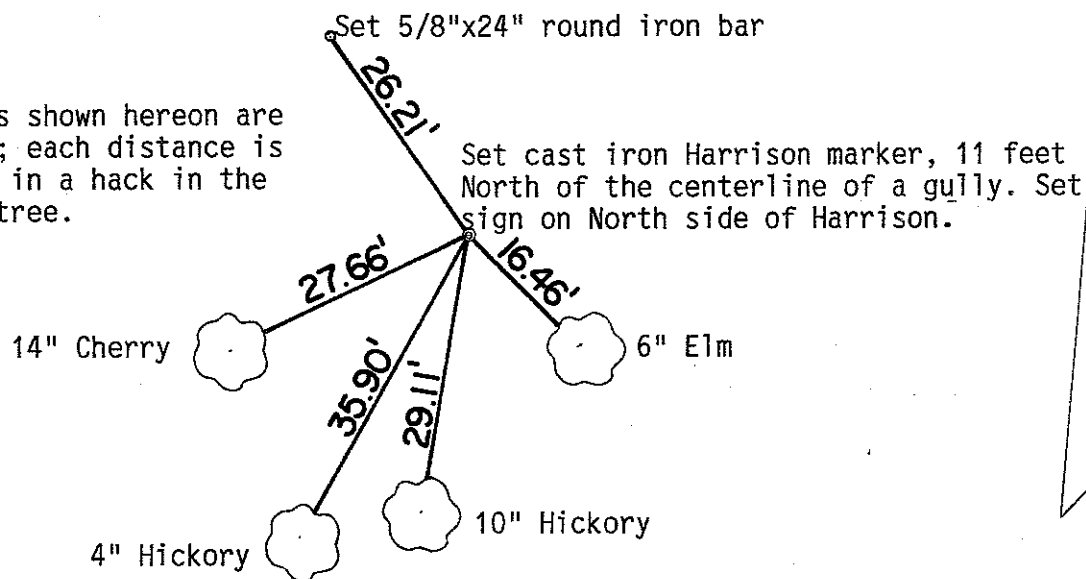 Set 5/8"x24" round iron bar
26.21'
s shown hereon are
; each distance is
in a hack in the
tree.
Set cast iron Harrison marker, 11 feet
North of the centerline of a gully. Set
sign on North side of Harrison.
27.66'
16.46'
14" Cherry
6" Elm
35.90'
29.11'
10" Hickory
4" Hickory